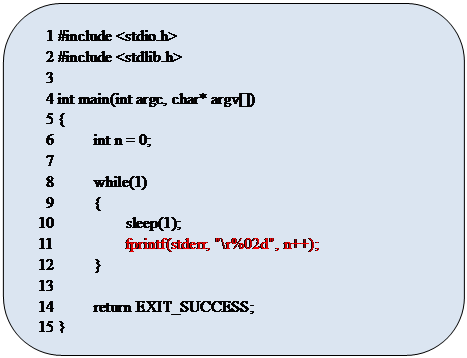 1 #include <stdio.h>
2 #include <stdlib.h>
3
4 int main(int argc, char* argv[])
5 {
6 int n = 0;
7
8 while(1)
9 {
10 sleep(1);
11 fprintf(stderr, "\r%02d", n++);
12 }
13
14 return EXIT_SUCCESS;
15 }